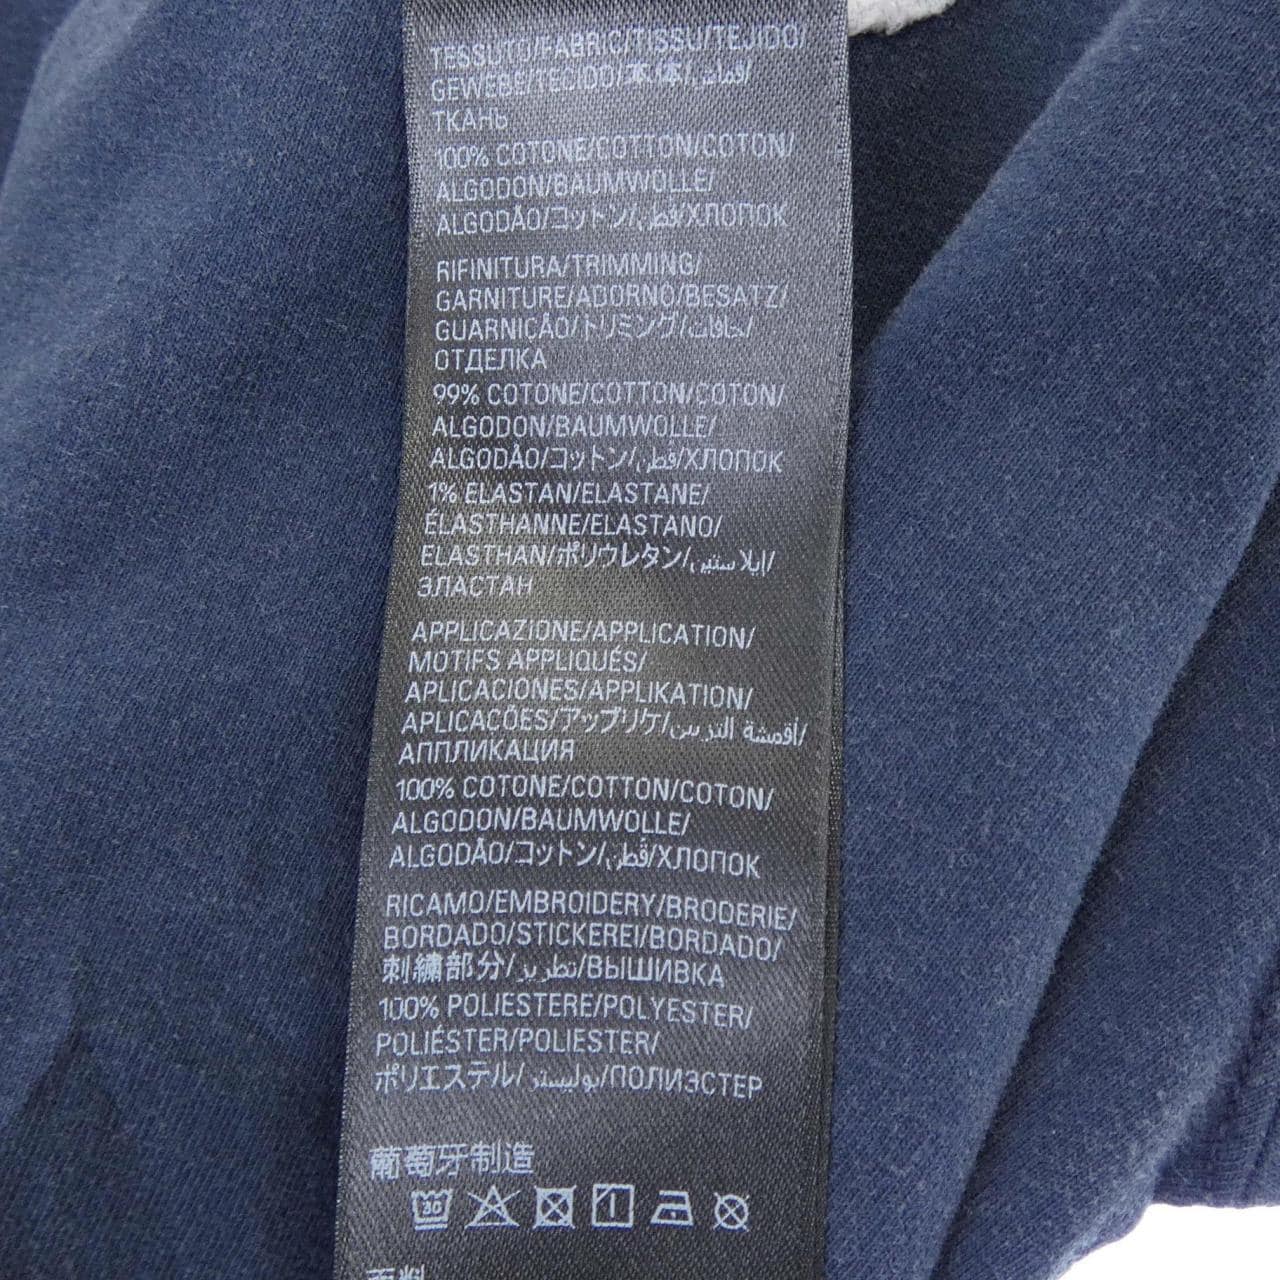 TESSUTO/FABRIC/TISSU/TEJIDO/
GEWEBE/TECIDO/本体/أقمشة/
ТКАНЬ
100% COTONE/COTTON/COTON/
ALGODON/BAUMWOLLE/
ALGODÃO/コットン/قطن/ХЛОПОК
RIFINITURA/TRIMMING/
GARNITURE/ADORNO/BESATZ/
GUARNIÇÃO/トリミング/حافات/
ОТДЕЛКА
99% COTONE/COTTON/COTON/
ALGODON/BAUMWOLLE/
ALGODÃO/コットン/قطن/ХЛОПОК
1% ELASTAN/ELASTANE/
ÉLASTHANNE/ELASTANO/
ELASTHAN/ポリウレタン/إيلاستين/
ЭЛАСТАН
APPLICAZIONE/APPLICATION/
MOTIFS APPLIQUÉS/
APLICACIONES/APPLIKATION/
APLICACÕES/アップリケ/أقمشة التزيين/
АППЛИКАЦИЯ
100% COTONE/COTTON/COTON/
ALGODON/BAUMWOLLE/
ALGODÃO/コットン/قطن/ХЛОПОК
RICAMO/EMBROIDERY/BRODERIE/
BORDADO/STICKEREI/BORDADO/
刺繍部分/تطريز/ВЫШИВКА
100% POLIESTERE/POLYESTER/
POLIÉSTER/POLIESTER/
ポリエステル/بوليستر/ПОЛИЭСТЕР
葡萄牙制造
30
面料